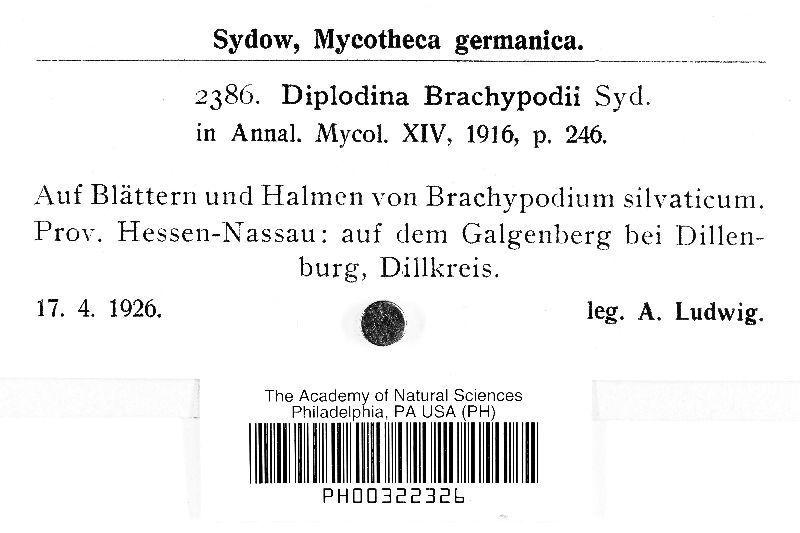 Sydow, Mycotheca germanica.
2386. Diplodina Brachypodii Syd.
in Annal. Mycol. XIV, 1916, p. 246.
Auf Blättern und Halmen von Brachypodium silvaticum.
Prov. Hessen-Nassau: auf dem Galgenberg bei Dillen-
burg, Dillkreis.
17. 4. 1926.
leg. A. Ludwig.
The Academy of Natural Sciences
Philadelphia, PA USA (PH)
PH00322326